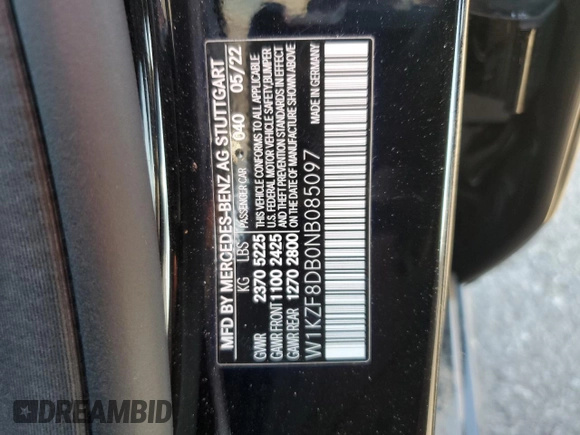 MFD BY MERCEDES-BENZ AG STUTTGART
KG LBS PASSENGER CAR 040 05/22
GVWR 2370 5225 THIS VEHICLE CONFORMS TO ALL APPLICABLE
GAWR FRONT 1100 2425 U.S. FEDERAL MOTOR VEHICLE SAFETY, BUMPER
AND THEFT PREVENTION STANDARDS IN EFFECT
GAWR REAR 1270 2800 ON THE DATE OF MANUFACTURE SHOWN ABOVE
MADE IN GERMANY
W1KZF8DB0NB085097
DREAMBID